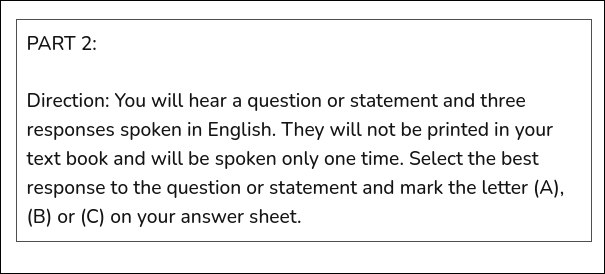 PART 2:
Direction: You will hear a question or statement and three
responses spoken in English. They will not be printed in your
text book and will be spoken only one time. Select the best
response to the question or statement and mark the letter (A),
(B) or (C) on your answer sheet.